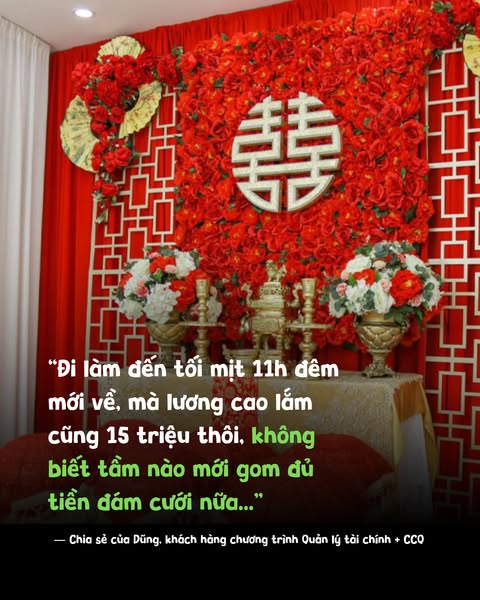 囍
“Đi làm đến tối mịt 11h đêm
mới về, mà lương cao lắm
cũng 15 triệu thôi, không
biết tầm nào mới gom đủ
tiền đám cưới nữa...”
— Chia sẻ của Dũng, khách hàng chương trình Quản lý tài chính + CCQ